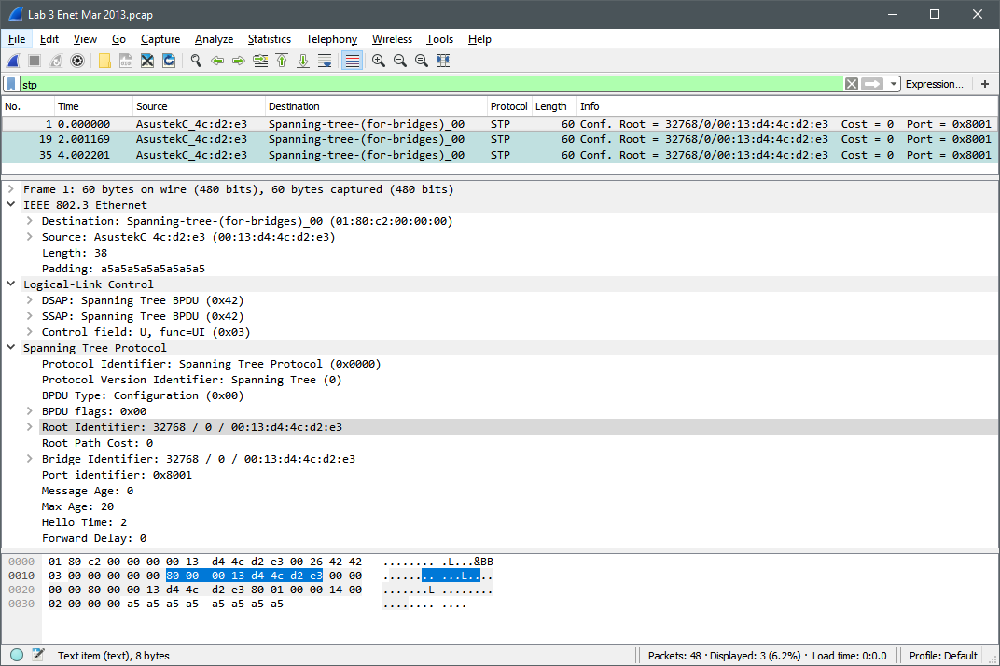 Lab 3 Enet Mar 2013.pcap
File Edit View Go Capture Analyze Statistics Telephony Wireless Tools Help
stp Expression... +
No. Time Source Destination Protocol Length Info
1 0.000000 AsustekC_4c:d2:e3 Spanning-tree-(for-bridges)_00 STP 60 Conf. Root = 32768/0/00:13:d4:4c:d2:e3 Cost = 0 Port = 0x8001
19 2.001169 AsustekC_4c:d2:e3 Spanning-tree-(for-bridges)_00 STP 60 Conf. Root = 32768/0/00:13:d4:4c:d2:e3 Cost = 0 Port = 0x8001
35 4.002201 AsustekC_4c:d2:e3 Spanning-tree-(for-bridges)_00 STP 60 Conf. Root = 32768/0/00:13:d4:4c:d2:e3 Cost = 0 Port = 0x8001
Frame 1: 60 bytes on wire (480 bits), 60 bytes captured (480 bits)
IEEE 802.3 Ethernet
Destination: Spanning-tree-(for-bridges)_00 (01:80:c2:00:00:00)
Source: AsustekC_4c:d2:e3 (00:13:d4:4c:d2:e3)
Length: 38
Padding: a5a5a5a5a5a5a5a5
Logical-Link Control
DSAP: Spanning Tree BPDU (0x42)
SSAP: Spanning Tree BPDU (0x42)
Control field: U, func=UI (0x03)
Spanning Tree Protocol
Protocol Identifier: Spanning Tree Protocol (0x0000)
Protocol Version Identifier: Spanning Tree (0)
BPDU Type: Configuration (0x00)
BPDU flags: 0x00
Root Identifier: 32768 / 0 / 00:13:d4:4c:d2:e3
Root Path Cost: 0
Bridge Identifier: 32768 / 0 / 00:13:d4:4c:d2:e3
Port identifier: 0x8001
Message Age: 0
Max Age: 20
Hello Time: 2
Forward Delay: 0
0000 01 80 c2 00 00 00 00 13 d4 4c d2 e3 00 26 42 42 ........ .L...&BB
0010 03 00 00 00 00 00 80 00 00 13 d4 4c d2 e3 00 00 ........ ...L....
0020 00 00 80 00 00 13 d4 4c d2 e3 80 01 00 00 14 00 .......L ........
0030 02 00 00 00 a5 a5 a5 a5 a5 a5 a5 a5 ........ ....
Text item (text), 8 bytes Packets: 48 · Displayed: 3 (6.2%) · Load time: 0:0.0 Profile: Default